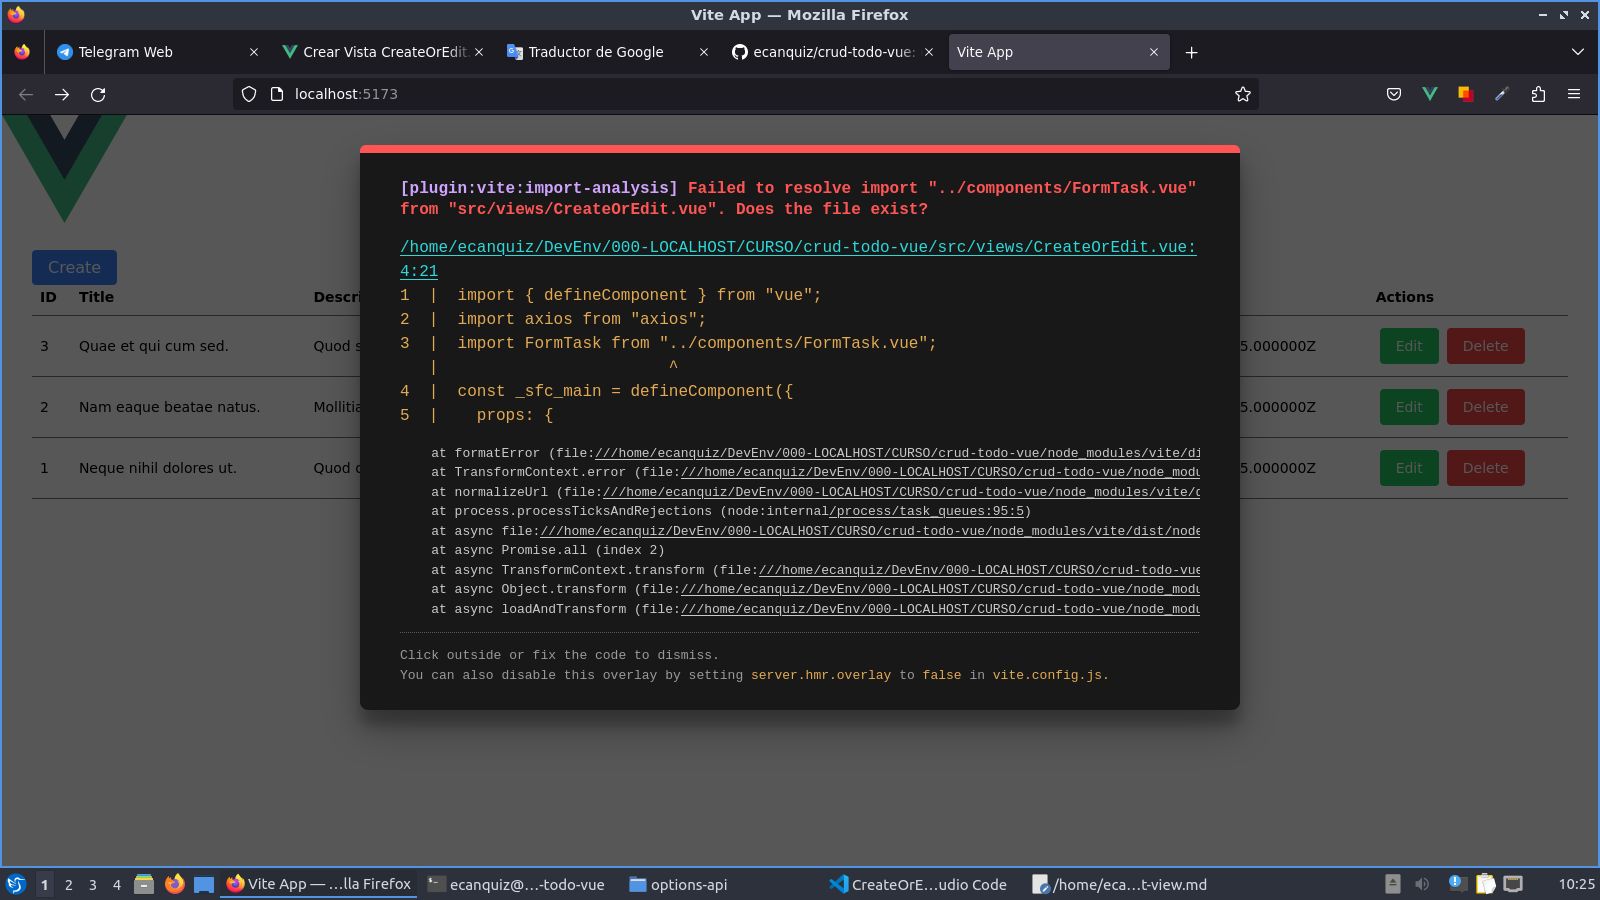 Vite App — Mozilla Firefox
Telegram Web
Crear Vista CreateOrEdit.
Traductor de Google
ecanquiz/crud-todo-vue:
Vite App
localhost:5173
[plugin:vite:import-analysis] Failed to resolve import "../components/FormTask.vue"
from "src/views/CreateOrEdit.vue". Does the file exist?
/home/ecanquiz/DevEnv/000-LOCALHOST/CURSO/crud-todo-vue/src/views/CreateOrEdit.vue:
4:21
1 | import { defineComponent } from "vue";
2 | import axios from "axios";
3 | import FormTask from "../components/FormTask.vue";
| ^
4 | const _sfc_main = defineComponent({
5 | props: {
at formatError (file:///home/ecanquiz/DevEnv/000-LOCALHOST/CURSO/crud-todo-vue/node_modules/vite/di
at TransformContext.error (file:///home/ecanquiz/DevEnv/000-LOCALHOST/CURSO/crud-todo-vue/node_modu
at normalizeUrl (file:///home/ecanquiz/DevEnv/000-LOCALHOST/CURSO/crud-todo-vue/node_modules/vite/d
at process.processTicksAndRejections (node:internal/process/task_queues:95:5)
at async file:///home/ecanquiz/DevEnv/000-LOCALHOST/CURSO/crud-todo-vue/node_modules/vite/dist/node
at async Promise.all (index 2)
at async TransformContext.transform (file:///home/ecanquiz/DevEnv/000-LOCALHOST/CURSO/crud-todo-vue
at async Object.transform (file:///home/ecanquiz/DevEnv/000-LOCALHOST/CURSO/crud-todo-vue/node_modu
at async loadAndTransform (file:///home/ecanquiz/DevEnv/000-LOCALHOST/CURSO/crud-todo-vue/node_modu
Click outside or fix the code to dismiss.
You can also disable this overlay by setting server.hmr.overlay to false in vite.config.js.
Create
ID Title Descri Actions
3 Quae et qui cum sed. Quod s 5.000000Z Edit Delete
2 Nam eaque beatae natus. Mollitia 5.000000Z Edit Delete
1 Neque nihil dolores ut. Quod 5.000000Z Edit Delete
1 2 3 4 Vite App — ...lla Firefox ecanquiz@...-todo-vue options-api CreateOrE...udio Code /home/eca...t-view.md 10:25